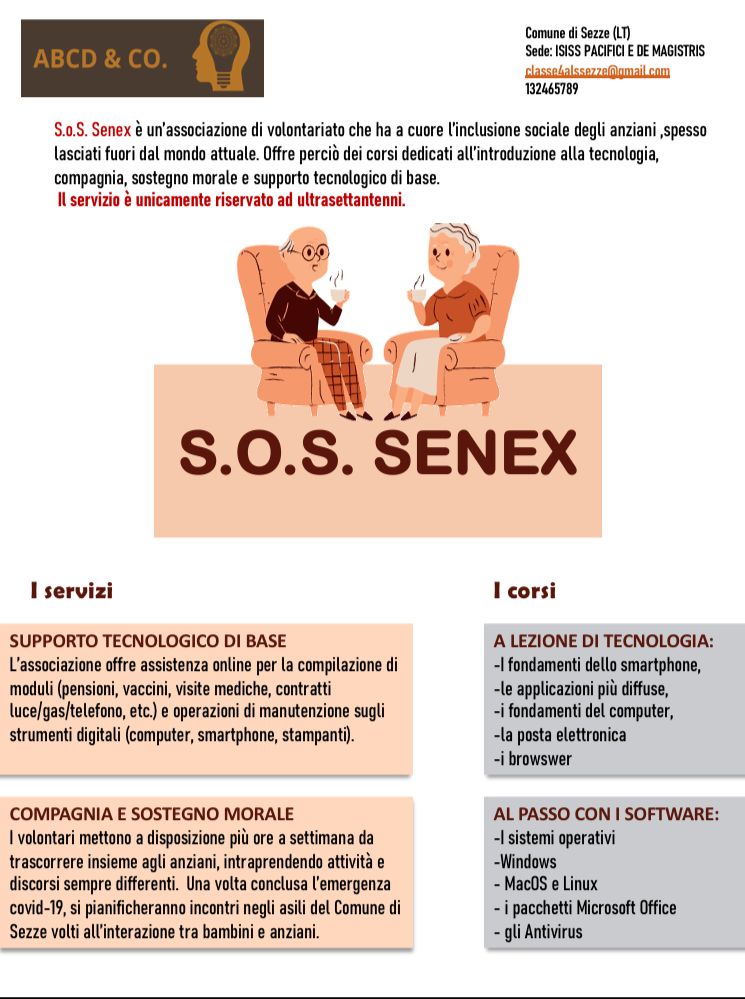 ABCD & CO.
Comune di Sezze (LT)
Sede: ISISS PACIFICI E DE MAGISTRIS
classe4alssezze@gmail.com
132465789
S.o.S. Senex è un'associazione di volontariato che ha a cuore l'inclusione sociale degli anziani ,spesso
lasciati fuori dal mondo attuale. Offre perciò dei corsi dedicati all'introduzione alla tecnologia,
compagnia, sostegno morale e supporto tecnologico di base.
Il servizio è unicamente riservato ad ultrasettantenni.
S.O.S. SENEX
I servizi
SUPPORTO TECNOLOGICO DI BASE
L'associazione offre assistenza online per la compilazione di
moduli (pensioni, vaccini, visite mediche, contratti
luce/gas/telefono, etc.) e operazioni di manutenzione sugli
strumenti digitali (computer, smartphone, stampanti).
COMPAGNIA E SOSTEGNO MORALE
I volontari mettono a disposizione più ore a settimana da
trascorrere insieme agli anziani, intraprendendo attività e
discorsi sempre differenti. Una volta conclusa l'emergenza
covid-19, si pianificheranno incontri negli asili del Comune di
Sezze volti all'interazione tra bambini e anziani.
I corsi
A LEZIONE DI TECNOLOGIA:
-I fondamenti dello smartphone,
-le applicazioni più diffuse,
-i fondamenti del computer,
-la posta elettronica
-i browswer
AL PASSO CON I SOFTWARE:
-I sistemi operativi
-Windows
- MacOS e Linux
- i pacchetti Microsoft Office
- gli Antivirus